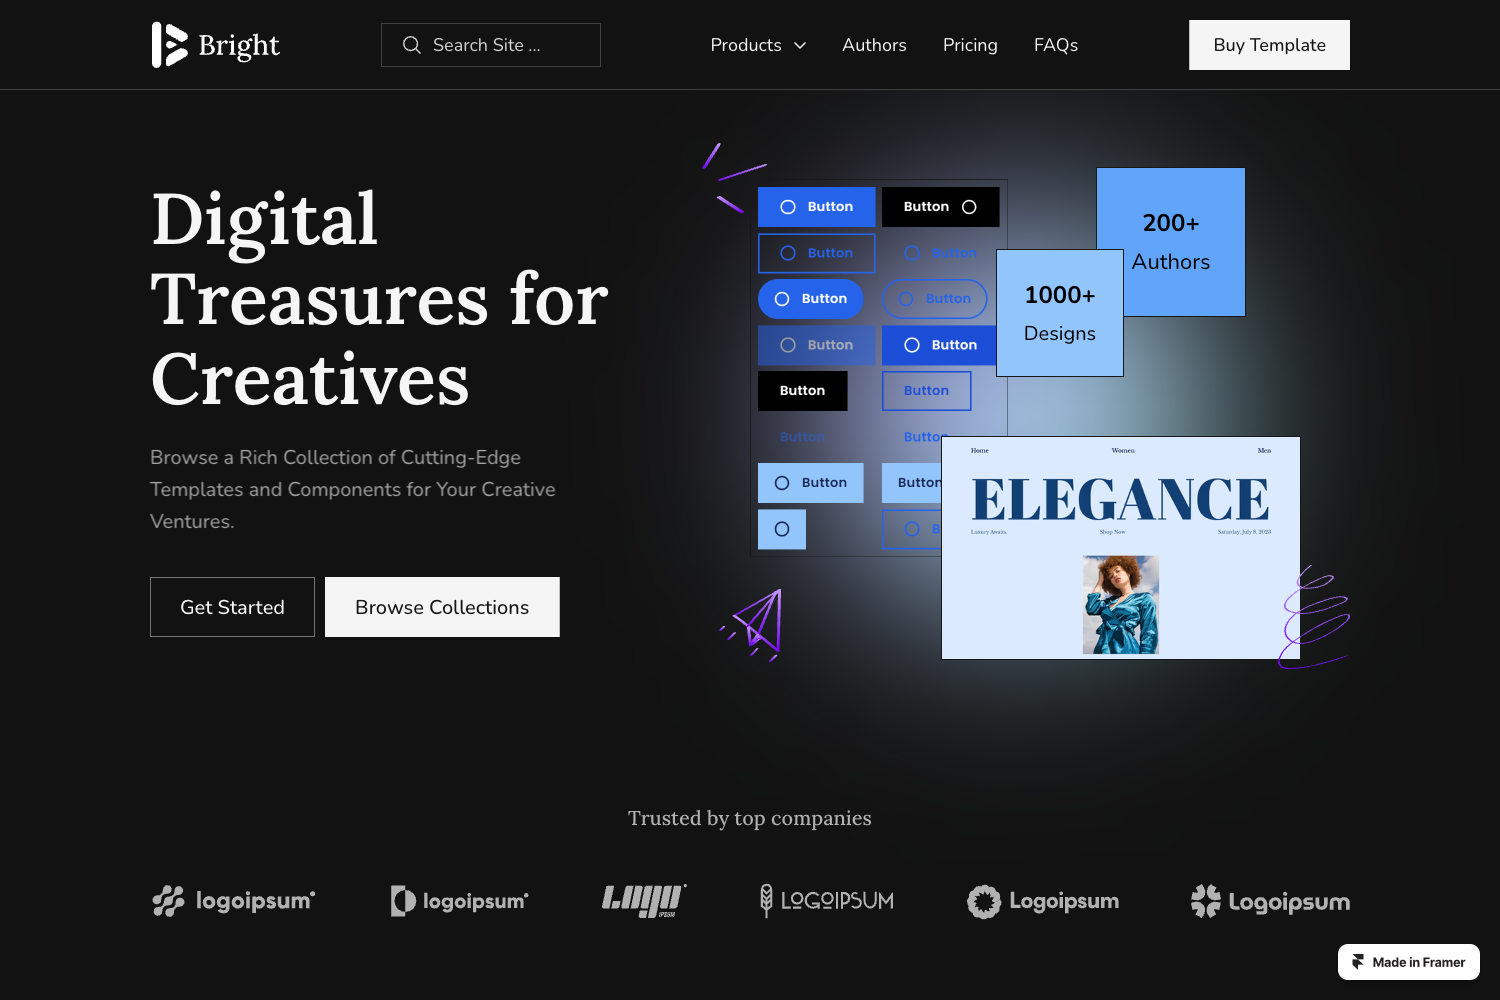 Bright
Search Site ...
Products
Authors
Pricing
FAQs
Buy Template
Digital
Treasures for
Creatives
Browse a Rich Collection of Cutting-Edge
Templates and Components for Your Creative
Ventures.
Get Started
Browse Collections
Button
Button
Button
Button
Button
Button
Button
Button
Button
Button
Button
Button
Button
Button
200+
Authors
1000+
Designs
Home
Women
Men
ELEGANCE
Luxury Awaits.
Shop Now
Saturday, July 8, 2023
Trusted by top companies
logoipsum
logoipsum
Logo
IPSUM
LOGOIPSUM
Logoipsum
Logoipsum
Made in Framer